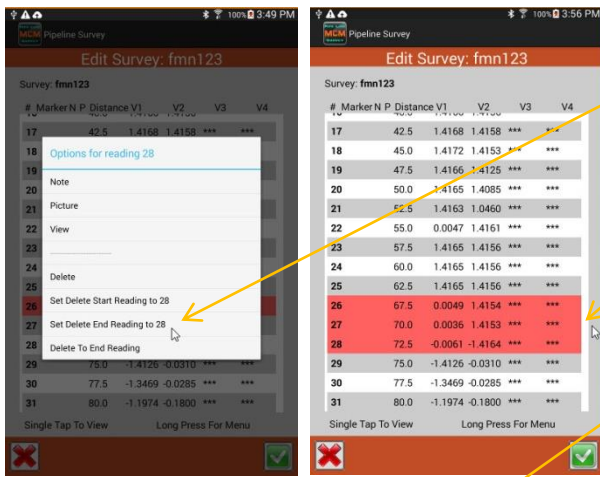 100% 3:49 PM
MCM Pipeline Survey
Edit Survey: fmn123
Survey: fmn123
# Marker N P Distance V1 V2 V3 V4
17 42.5 1.4168 1.4158 *** ***
18
Options for reading 28
19
Note
20
Picture
21
22
View
23
24
Delete
25
Set Delete Start Reading to 28
26
Set Delete End Reading to 28
27
Delete To End Reading
28
29 75.0 -1.4126 -0.0310 *** ***
30 77.5 -1.3469 -0.0285 *** ***
31 80.0 -1.1974 -0.1800 *** ***
Single Tap To View Long Press For Menu
100% 3:56 PM
MCM Pipeline Survey
Edit Survey: fmn123
Survey: fmn123
# Marker N P Distance V1 V2 V3 V4
17 42.5 1.4168 1.4158 *** ***
18 45.0 1.4172 1.4153 *** ***
19 47.5 1.4166 1.4125 *** ***
20 50.0 1.4165 1.4085 *** ***
21 52.5 1.4163 1.0460 *** ***
22 55.0 0.0047 1.4161 *** ***
23 57.5 1.4165 1.4156 *** ***
24 60.0 1.4165 1.4156 *** ***
25 62.5 1.4165 1.4156 *** ***
26 67.5 0.0049 1.4154 *** ***
27 70.0 0.0036 1.4153 *** ***
28 72.5 -0.0061 -1.4164 *** ***
29 75.0 -1.4126 -0.0310 *** ***
30 77.5 -1.3469 -0.0285 *** ***
31 80.0 -1.1974 -0.1800 *** ***
Single Tap To View Long Press For Menu